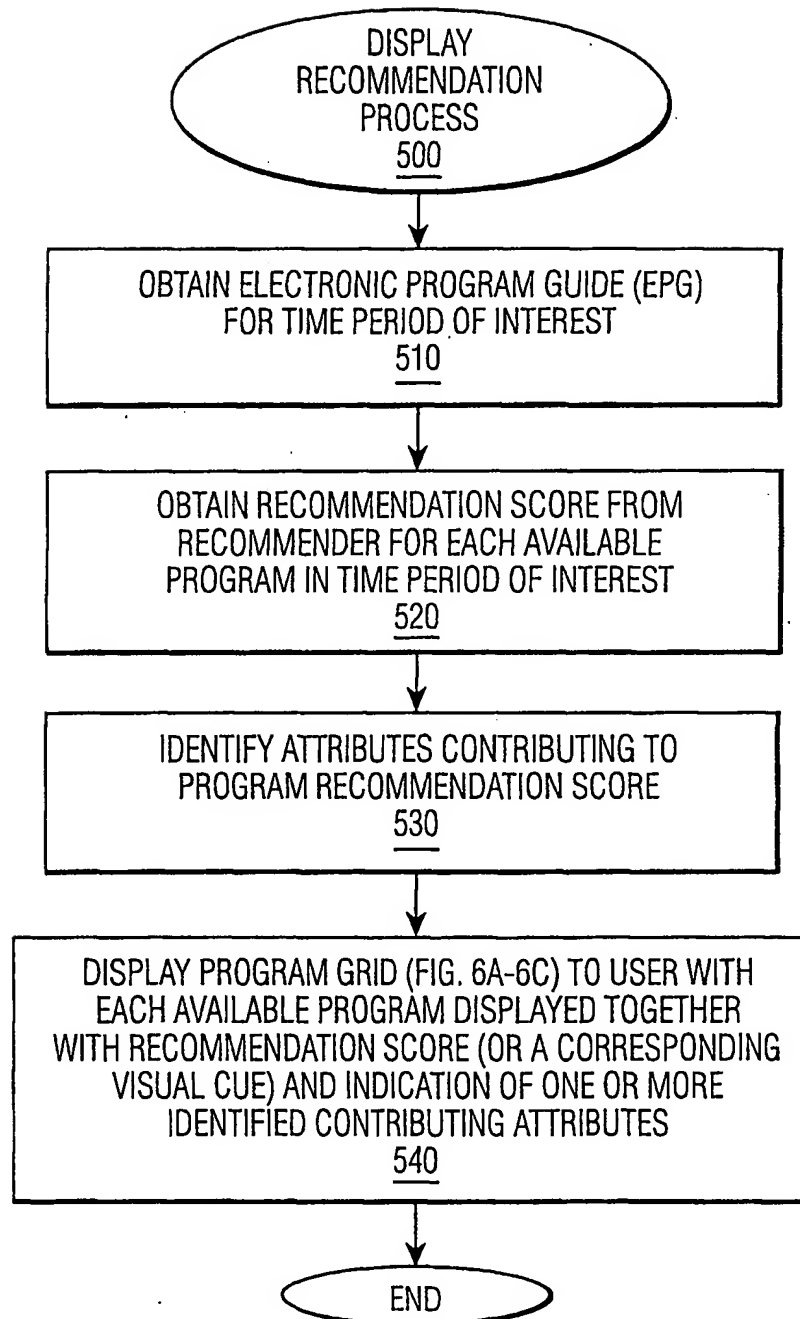 DISPLAY
RECOMMENDATION
PROCESS
500
OBTAIN ELECTRONIC PROGRAM GUIDE (EPG)
FOR TIME PERIOD OF INTEREST
510
OBTAIN RECOMMENDATION SCORE FROM
RECOMMENDER FOR EACH AVAILABLE
PROGRAM IN TIME PERIOD OF INTEREST
520
IDENTIFY ATTRIBUTES CONTRIBUTING TO
PROGRAM RECOMMENDATION SCORE
530
DISPLAY PROGRAM GRID (FIG. 6A-6C) TO USER WITH
EACH AVAILABLE PROGRAM DISPLAYED TOGETHER
WITH RECOMMENDATION SCORE (OR A CORRESPONDING
VISUAL CUE) AND INDICATION OF ONE OR MORE
IDENTIFIED CONTRIBUTING ATTRIBUTES
540
END